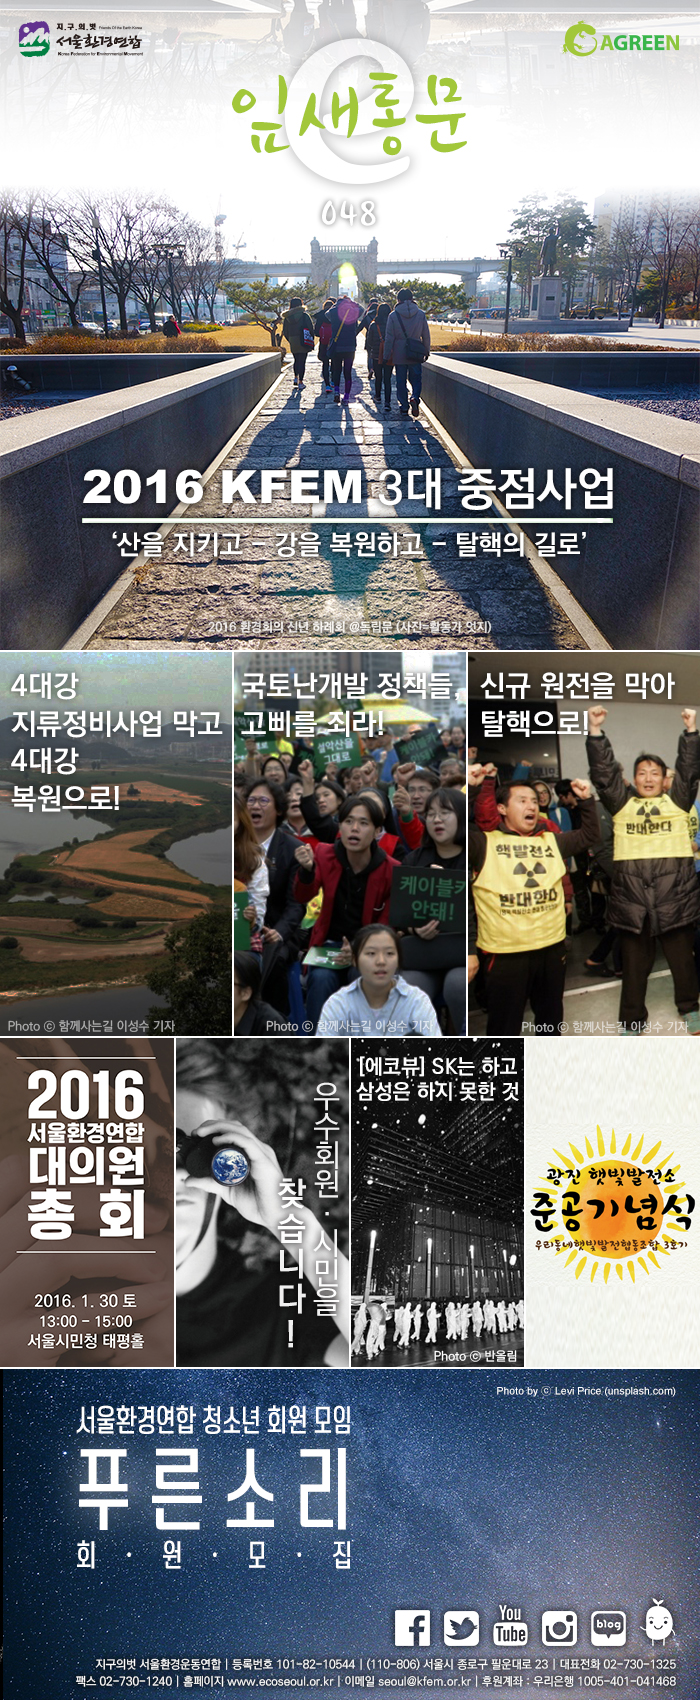 지·구·의·벗 Friends Of the Earth Korea
서울환경연합
Korea Federation for Environmental Movement
AGREEN
e
잎새통문
048
2016 KFEM 3대 중점사업
‘산을 지키고 – 강을 복원하고 – 탈핵의 길로’
2016 환경회의 신년 하례회 @독립문 (사진=활동가 잇지)
4대강
지류정비사업 막고
4대강
복원으로!
Photo ⓒ 함께사는길 이성수 기자
국토난개발 정책들,
고삐를 죄라!
설악산을
그대로
케이블카
안돼!
Photo ⓒ 함께사는길 이성수 기자
신규 원전을 막아
탈핵으로!
핵발전소
반대한다
반대한다
Photo ⓒ 함께사는길 이성수 기자
2016
서울환경연합
대의원
총 회
2016. 1. 30 토
13:00 – 15:00
서울시민청 태평홀
우수회원·시민을
찾습니다!
[에코뷰] SK는 하고
삼성은 하지 못한 것
Photo ⓒ 반올림
광진 햇빛발전소
준공기념식
우리동네햇빛발전협동조합 3호기
Photo by ⓒ Levi Price (unsplash.com)
서울환경연합 청소년 회원 모임
푸른소리
회·원·모·집
You
Tube
blog
지구의벗 서울환경운동연합 | 등록번호 101-82-10544 | (110-806) 서울시 종로구 필운대로 23 | 대표전화 02-730-1325
팩스 02-730-1240 | 홈페이지 www.ecoseoul.or.kr | 이메일 seoul@kfem.or.kr | 후원계좌 : 우리은행 1005-401-041468